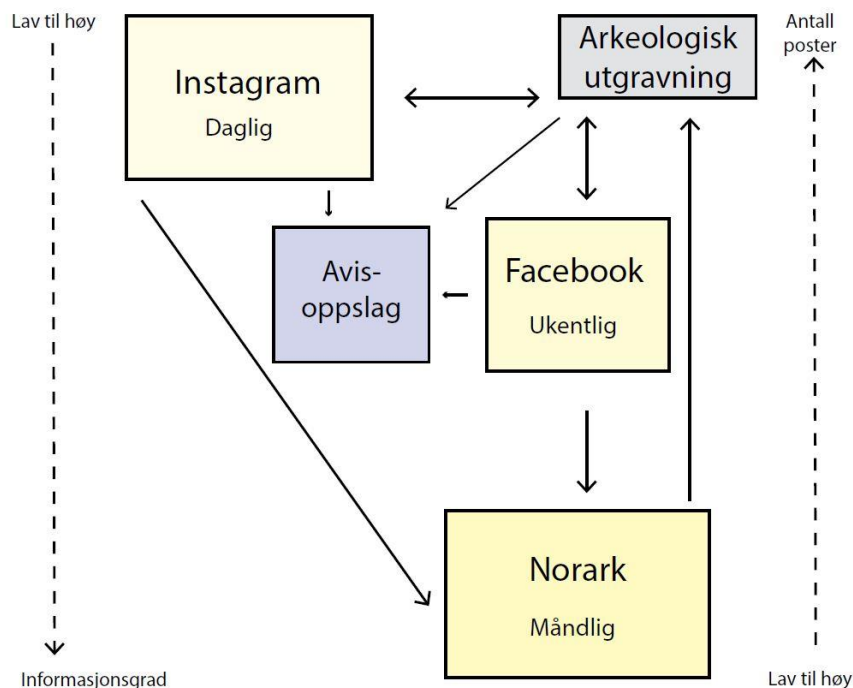 Lav til høy
Instagram
Daglig
Arkeologisk
utgravning
Antall
poster
Avis-
oppslag
Facebook
Ukentlig
Norark
Måndlig
Informasjonsgrad
Lav til høy